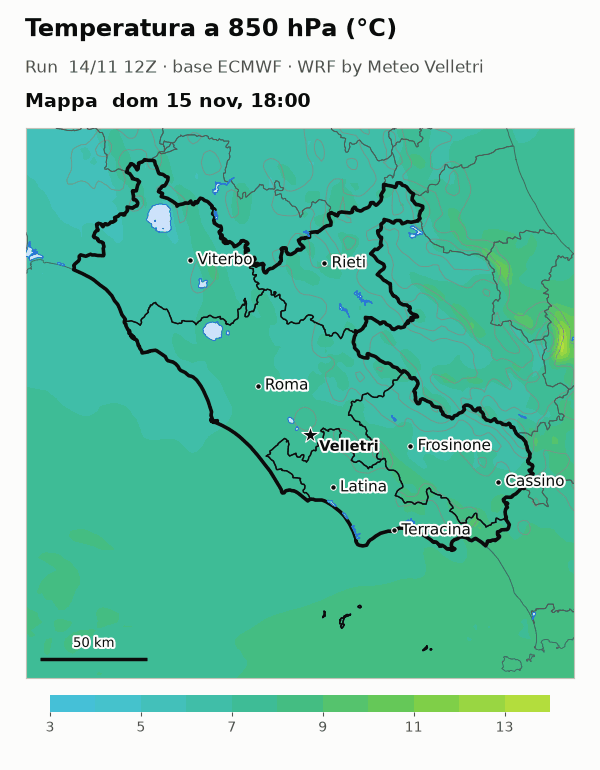 Temperatura a 850 hPa (°C)
Run  14/11 12Z · base ECMWF · WRF by Meteo Velletri
Mappa  dom 15 nov, 18:00
Viterbo
Rieti
Roma
Velletri
Frosinone
Latina
Cassino
Terracina
50 km
3 5 7 9 11 13